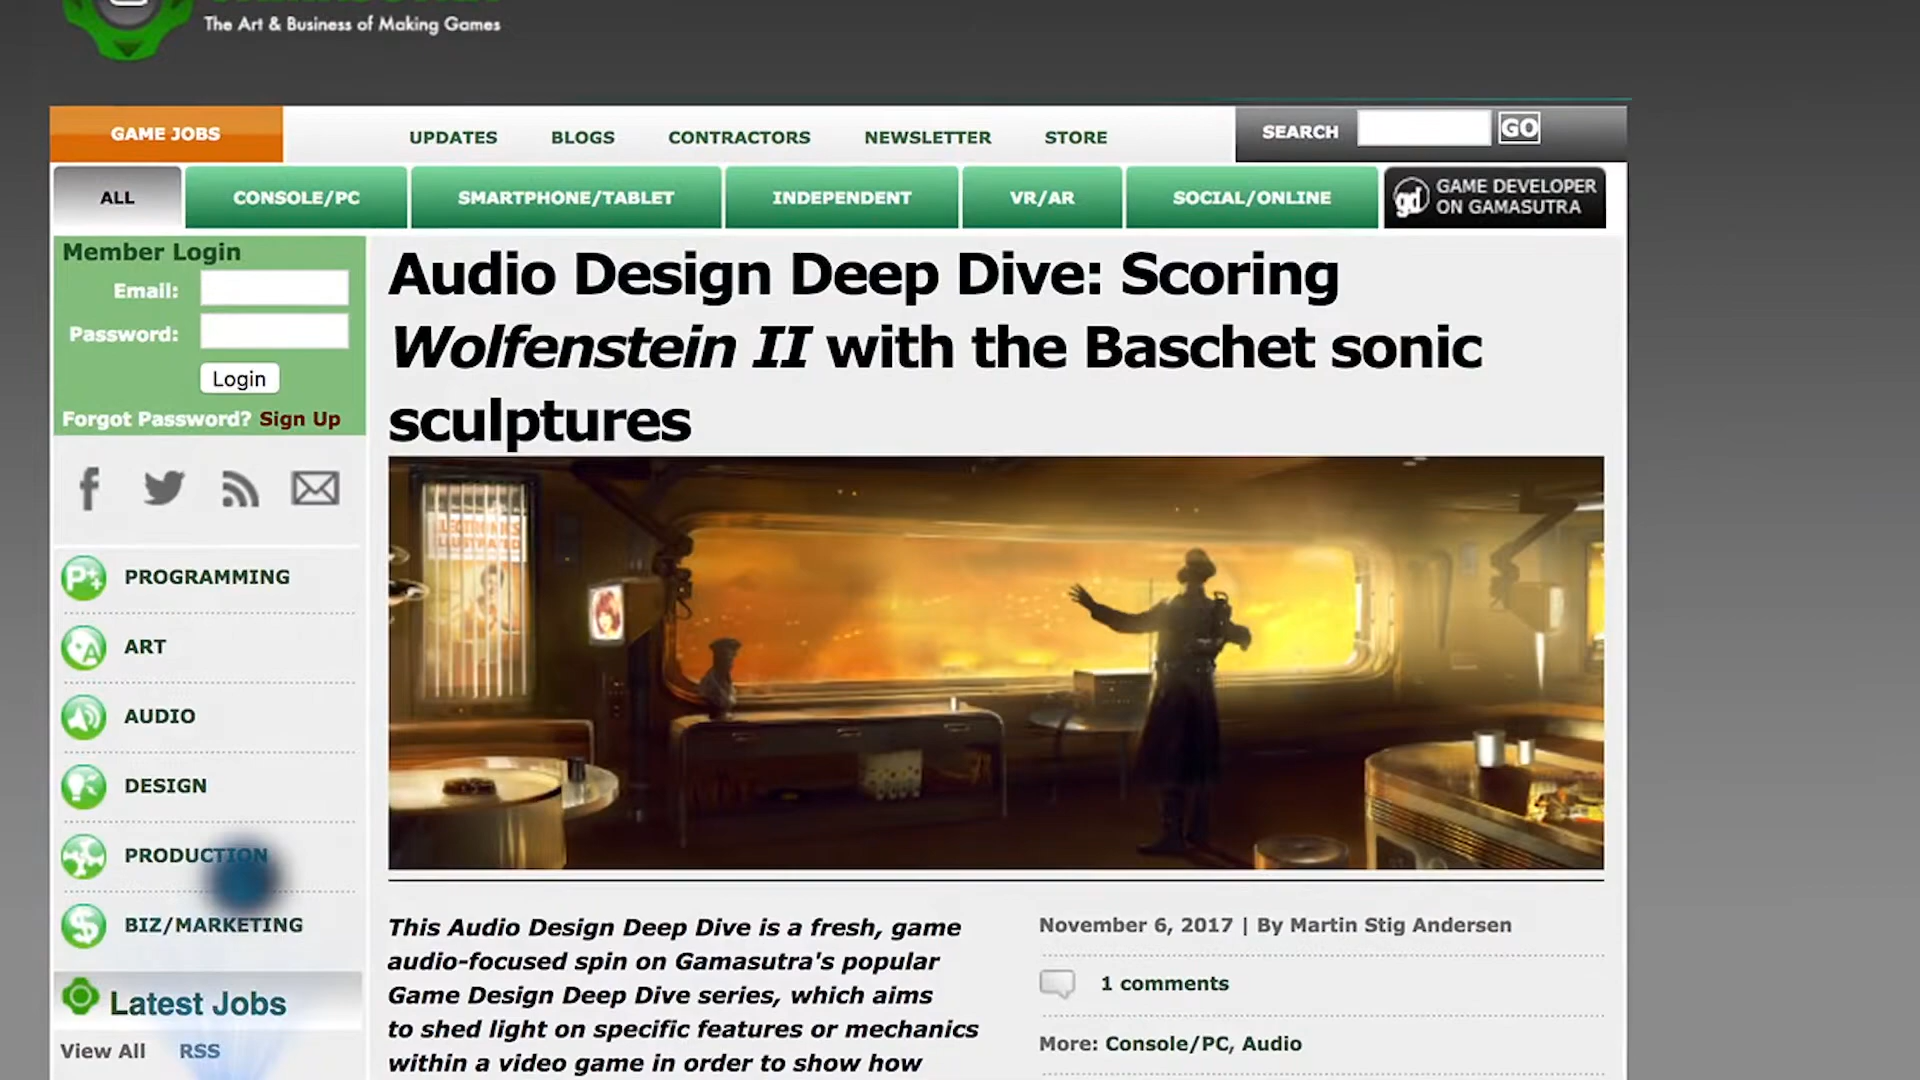 The Art & Business of Making Games
GAME JOBS
UPDATES BLOGS CONTRACTORS NEWSLETTER STORE
SEARCH GO
ALL CONSOLE/PC SMARTPHONE/TABLET INDEPENDENT VR/AR SOCIAL/ONLINE
gd GAME DEVELOPER
ON GAMASUTRA
Member Login
Email:
Password:
Login
Forgot Password? Sign Up
PROGRAMMING
ART
AUDIO
DESIGN
PRODUCTION
BIZ/MARKETING
Latest Jobs
View All RSS
Audio Design Deep Dive: Scoring
Wolfenstein II with the Baschet sonic
sculptures
This Audio Design Deep Dive is a fresh, game
audio-focused spin on Gamasutra's popular
Game Design Deep Dive series, which aims
to shed light on specific features or mechanics
within a video game in order to show how
November 6, 2017 | By Martin Stig Andersen
1 comments
More: Console/PC, Audio